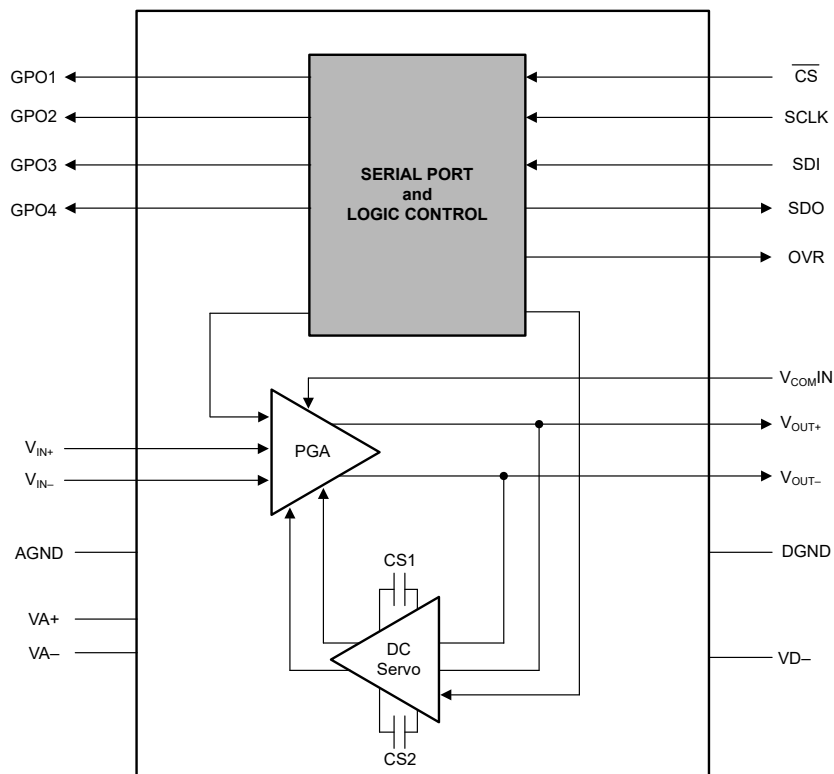 GPO1
GPO2
GPO3
GPO4
SERIAL PORT
and
LOGIC CONTROL
CS
SCLK
SDI
SDO
OVR
VCOMIN
VOUT+
VOUT–
PGA
VIN+
VIN–
AGND
DGND
CS1
VA+
VA–
DC
Servo
VD–
CS2